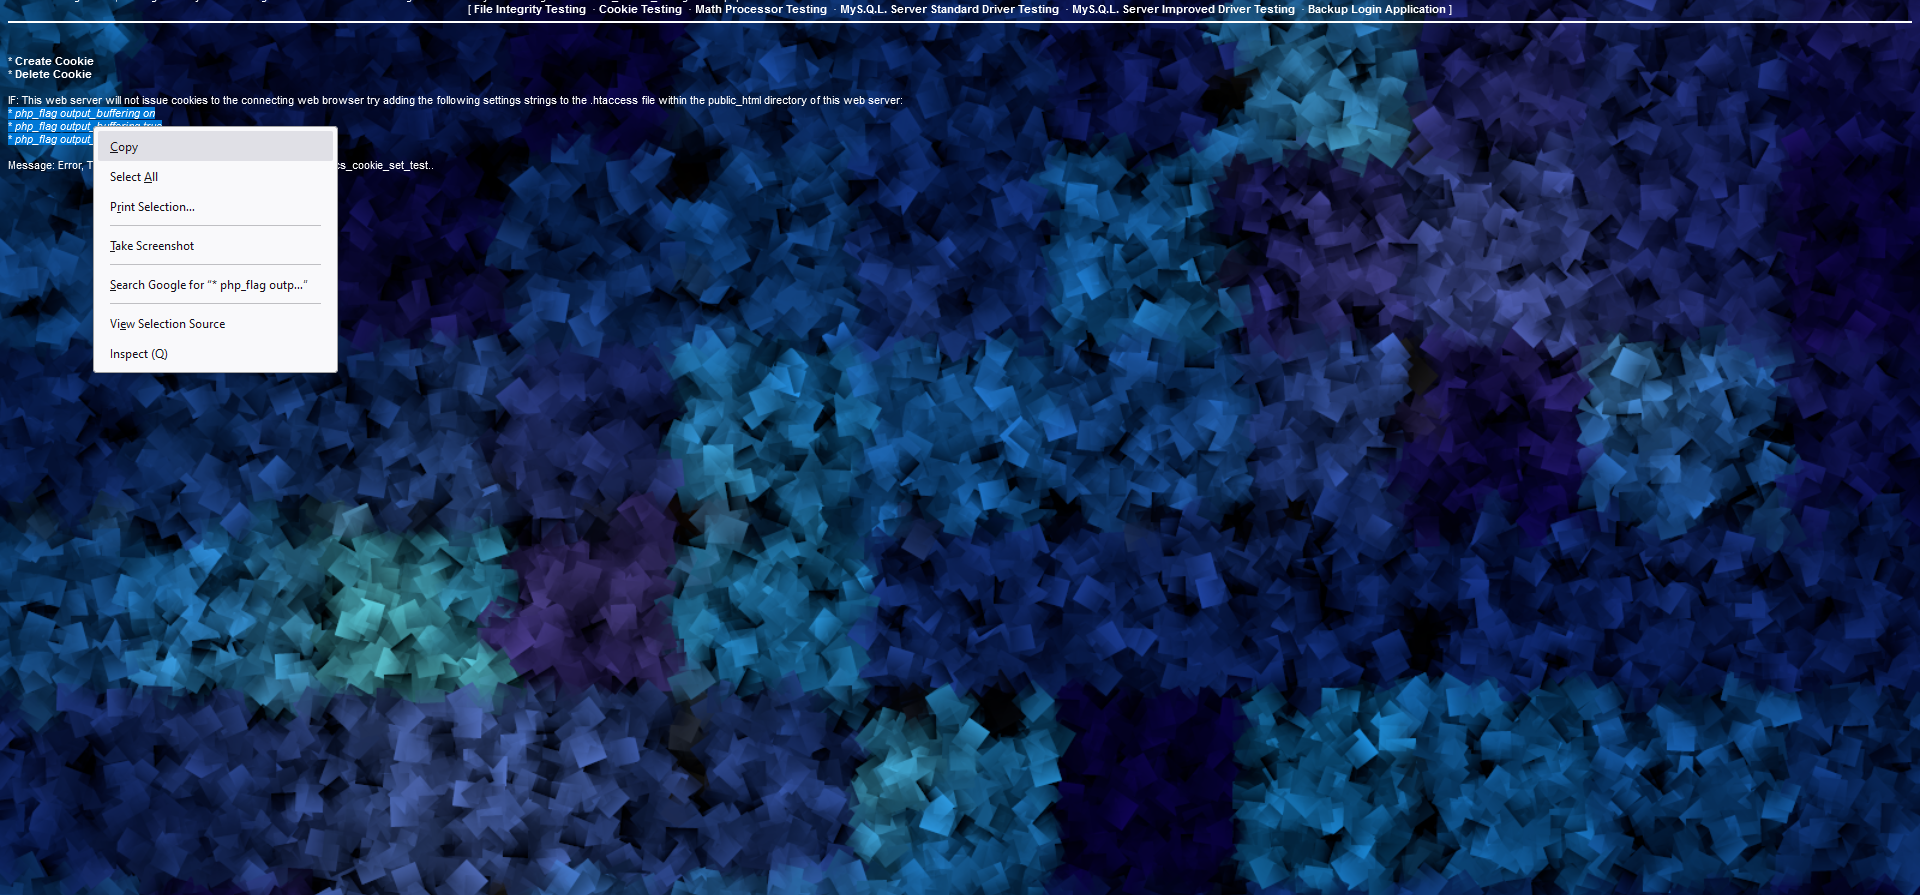 [ File Integrity Testing · Cookie Testing · Math Processor Testing · MyS.Q.L. Server Standard Driver Testing · MyS.Q.L. Server Improved Driver Testing · Backup Login Application ]
* Create Cookie
* Delete Cookie
IF: This web server will not issue cookies to the connecting web browser try adding the following settings strings to the .htaccess file within the public_html directory of this web server:
* php_flag output_buffering on
* php_flag output_buffering true
* php_flag output_
Message: Error, T cs_cookie_set_test..
Copy
Select All
Print Selection...
Take Screenshot
Search Google for "* php_flag outp..."
View Selection Source
Inspect (Q)